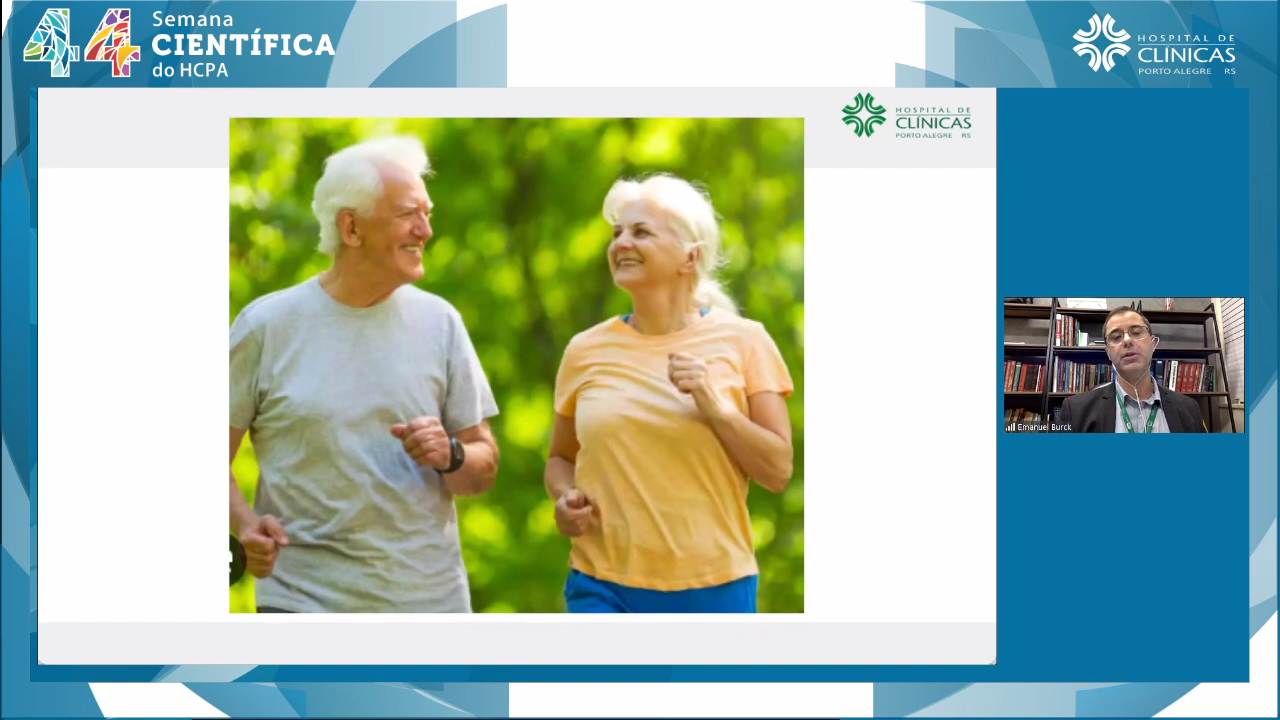 44 Semana
CIENTÍFICA
do HCPA
HOSPITAL DE
CLÍNICAS
PORTO ALEGRE RS
HOSPITAL DE
CLÍNICAS
PORTO ALEGRE RS
Emanuel Burck